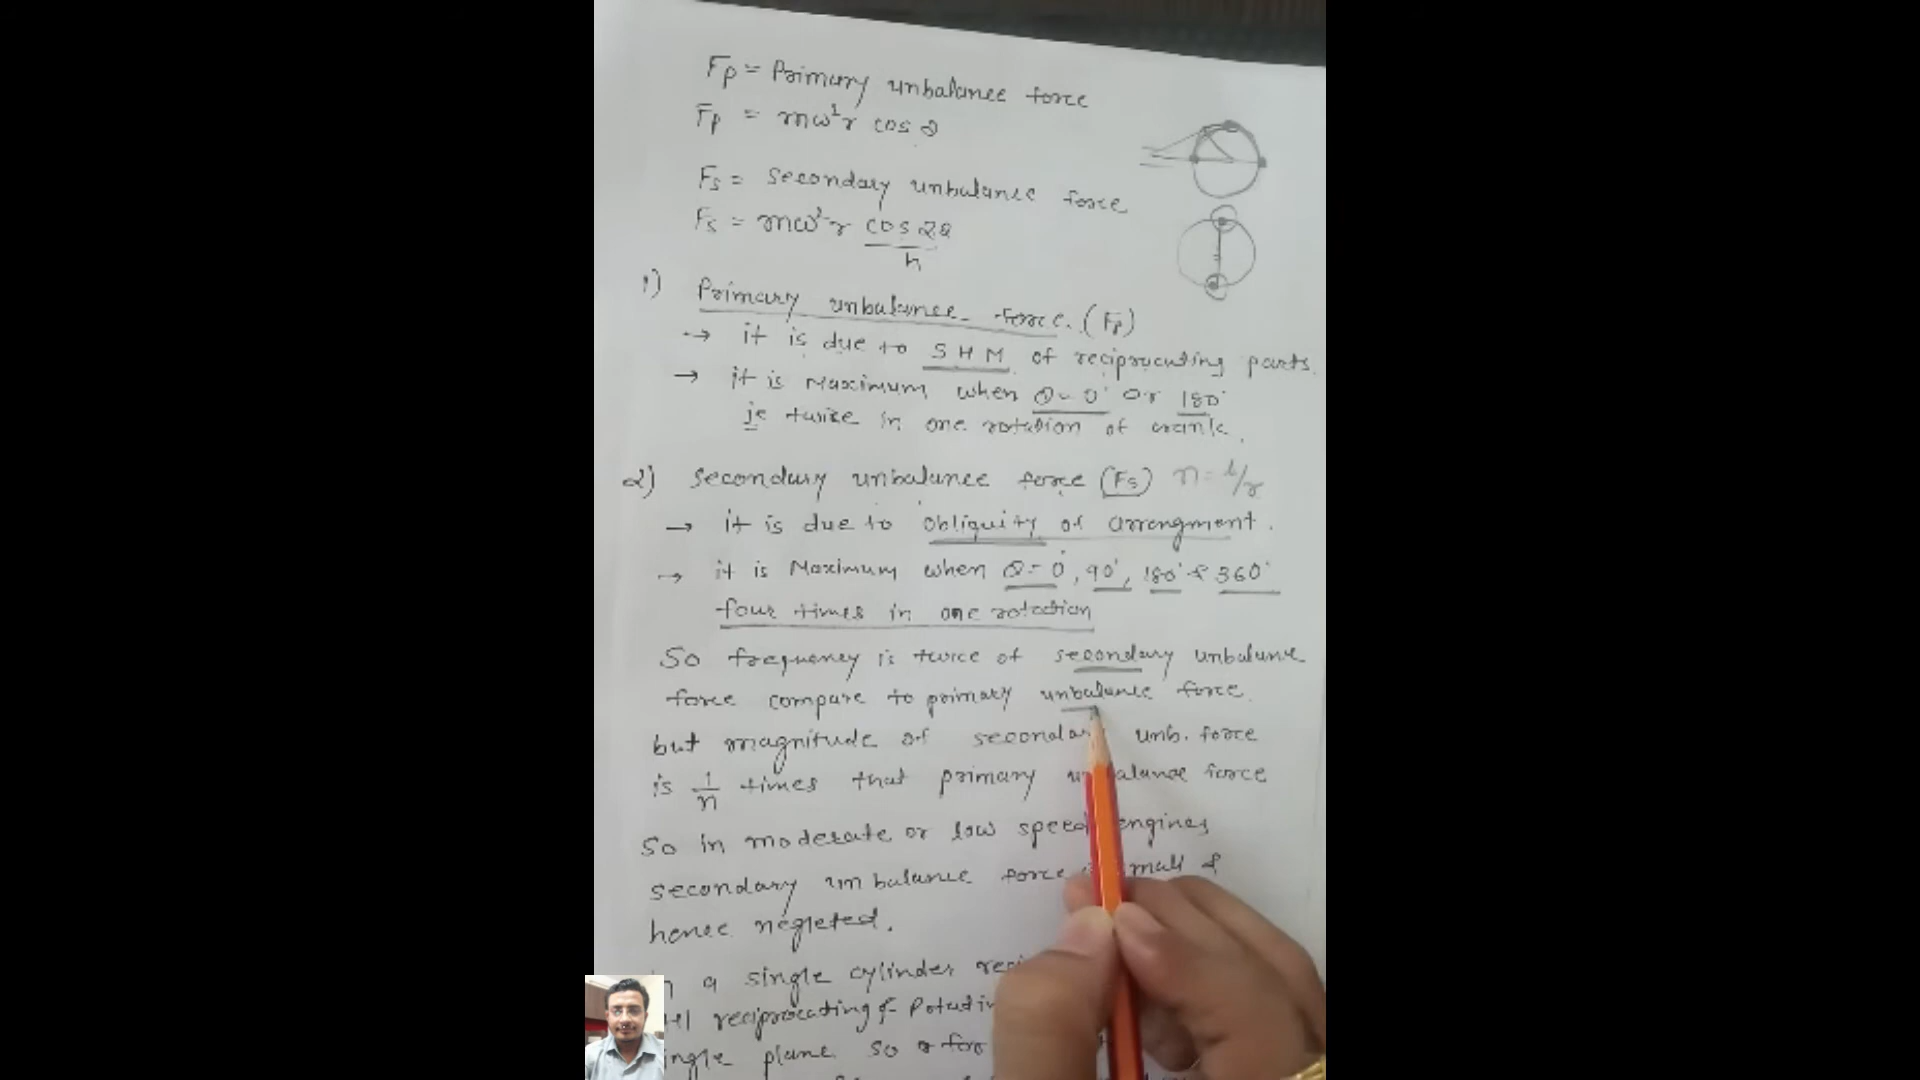 Fp = Primary unbalance force
Fp = mω²r cos θ
Fs = secondary unbalance force
Fs = mω²r cos 2θ / n
1) Primary unbalance force. (Fp)
→ it is due to SHM of reciprocating parts.
→ it is Maximum when θ = 0° or 180°
ie twice in one rotation of crank.
2) secondary unbalance force (Fs) n = l/r
→ it is due to obliquity of arrengment.
→ it is Maximum when θ = 0°, 90°, 180° & 360°
four times in one rotation
So frequency is twice of secondary unbalance
force compare to primary unbalance force.
but magnitude of secondary unb. force
is 1/n times that primary unbalance force
So in moderate or low speed engines
secondary unbalance force small &
hence negleted.
a single cylinder
reciprocating &
plane so